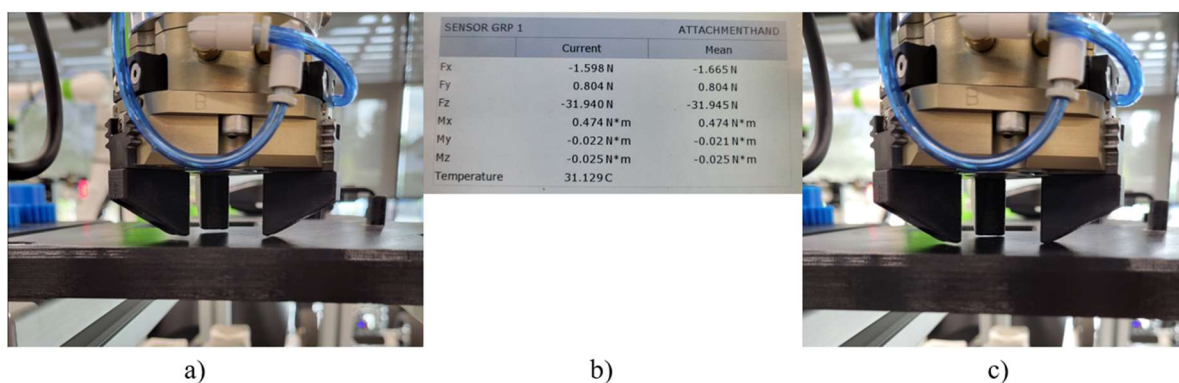 B
SENSOR GRP 1 ATTACHMENTHAND
Current Mean
Fx -1.598 N -1.665 N
Fy 0.804 N 0.804 N
Fz -31.940 N -31.945 N
Mx 0.474 N*m 0.474 N*m
My -0.022 N*m -0.021 N*m
Mz -0.025 N*m -0.025 N*m
Temperature 31.129 C
B
a) b) c)